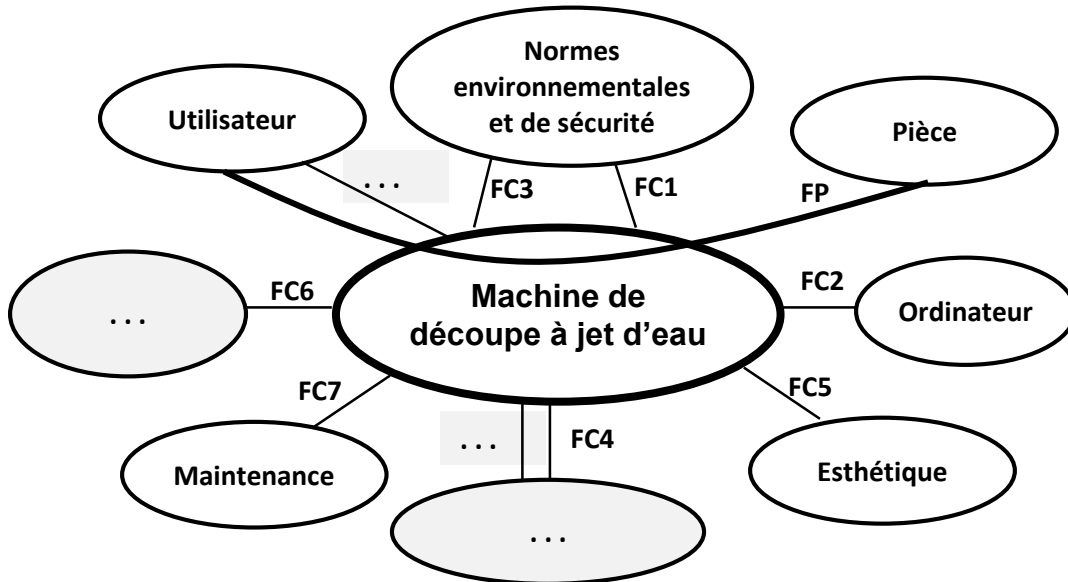 Normes
environnementales
et de sécurité
Utilisateur
Pièce
...
FC3
FC1
FP
FC6
FC2
...
Machine de
découpe à jet d'eau
Ordinateur
FC7
FC5
...
FC4
Maintenance
Esthétique
...